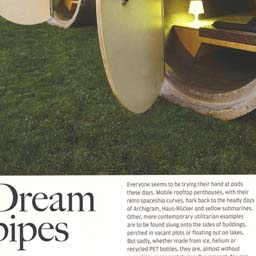 Dream
pipes
Everyone seems to be trying their hand at pods
these days. Mobile rooftop penthouses, with their
retro spaceship curves, hark back to the heady days
of Archigram, Haus-Rücker and yellow submarines.
Other, more contemporary utilitarian examples
are to be found slung onto the sides of buildings,
perched in vacant plots or floating out on lakes.
But sadly, whether made from ice, helium or
recycled PET bottles, they are, almost without